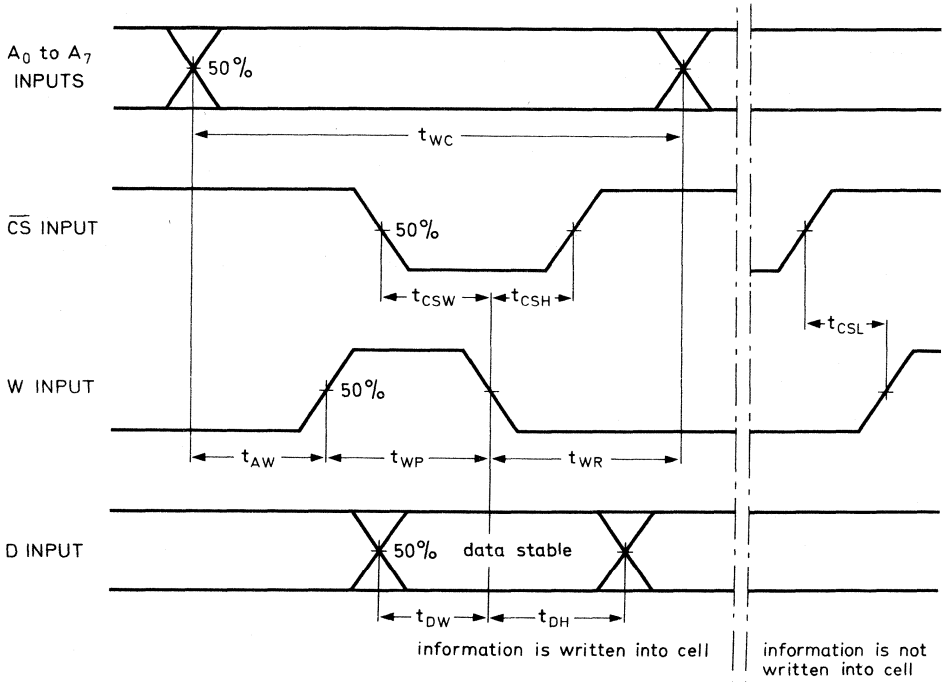 A0 to A7
INPUTS
50%
tWC
CS INPUT
50%
tCSW
tCSH
tCSL
W INPUT
50%
tAW
tWP
tWR
D INPUT
50%
data stable
tDW
tDH
information is written into cell
information is not
written into cell